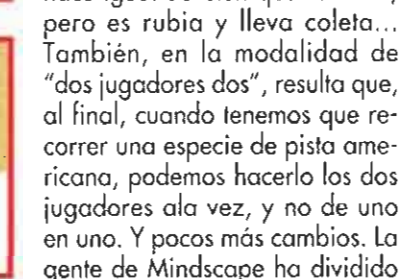 pero es rubia y lleva coleta...
También, en la modalidad de
"dos jugadores dos", resulta que,
al final, cuando tenemos que re-
correr una especie de pista ame-
ricana, podemos hacerlo los dos
jugadores ala vez, y no de uno
en uno. Y pocos más cambios. La
gente de Mindscape ha dividido